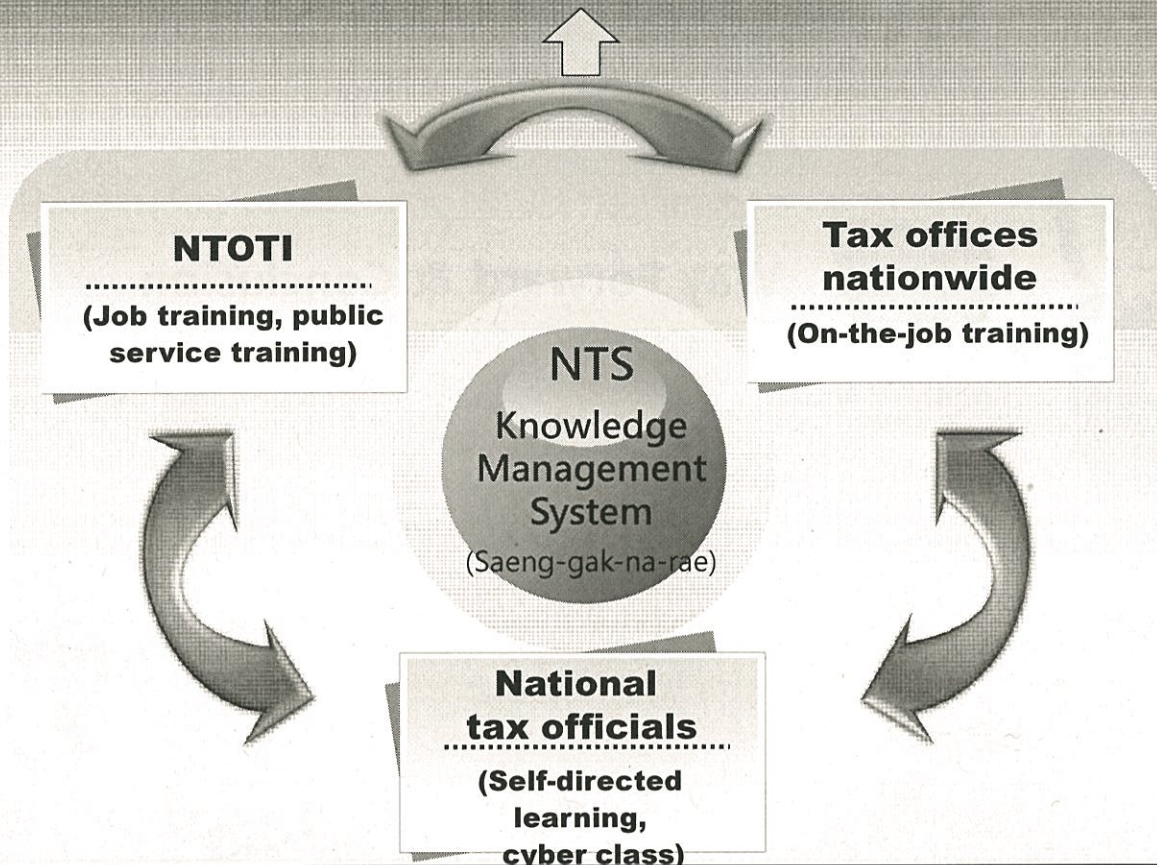 NTOTI
(Job training, public
service training)
Tax offices
nationwide
(On-the-job training)
NTS
Knowledge
Management
System
(Saeng-gak-na-rae)
National
tax officials
(Self-directed
learning,
cyber class)